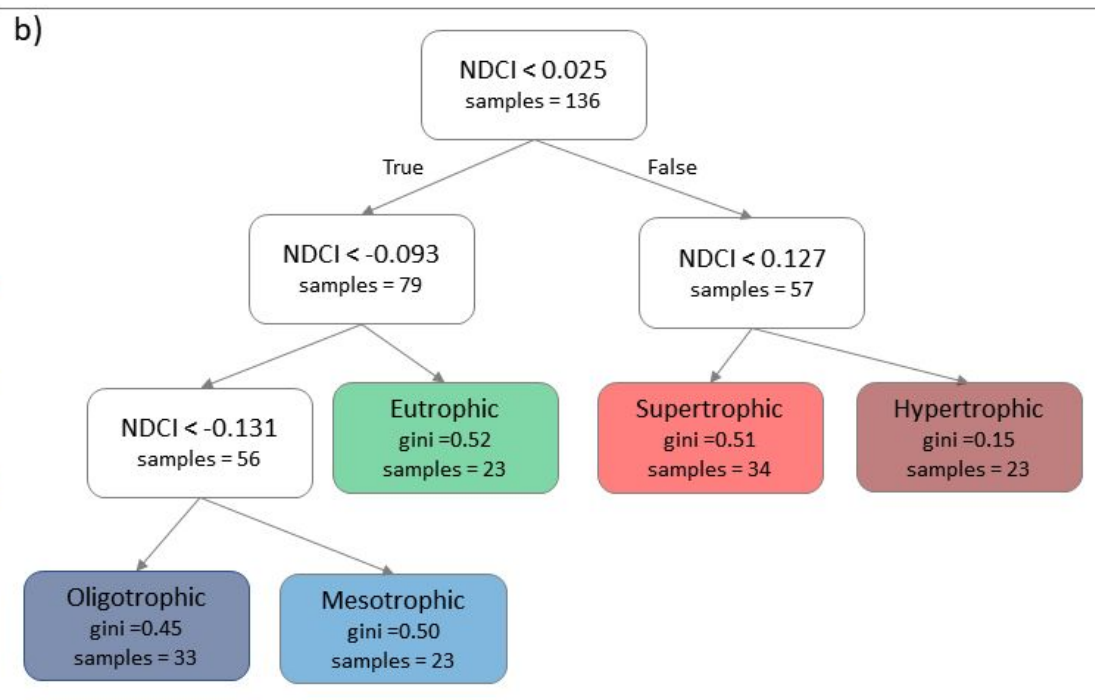 b)
NDCI < 0.025
samples = 136
True
False
NDCI < -0.093
samples = 79
NDCI < 0.127
samples = 57
NDCI < -0.131
samples = 56
Eutrophic
gini =0.52
samples = 23
Supertrophic
gini =0.51
samples = 34
Hypertrophic
gini =0.15
samples = 23
Oligotrophic
gini =0.45
samples = 33
Mesotrophic
gini =0.50
samples = 23